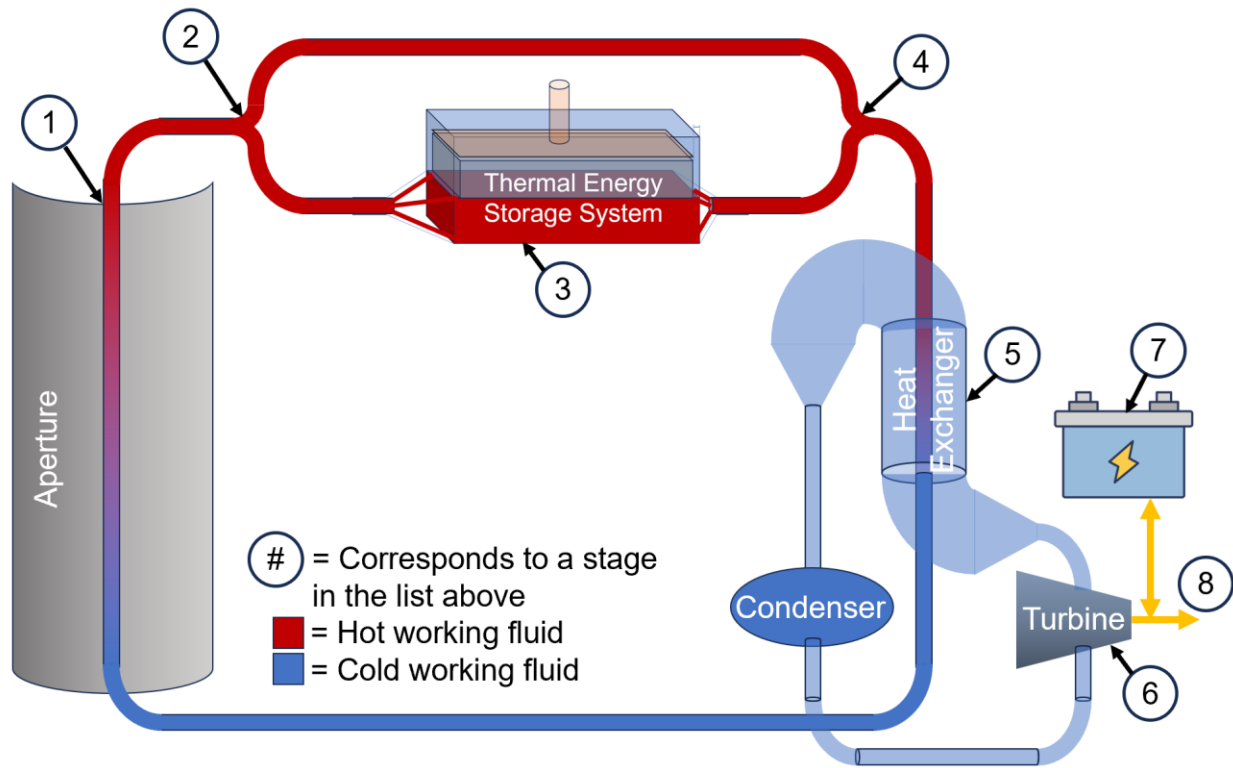 2
4
1
Thermal Energy
Storage System
3
7
5
Heat
Exchanger
Aperture
# = Corresponds to a stage
in the list above
= Hot working fluid
= Cold working fluid
Condenser
Turbine
8
6